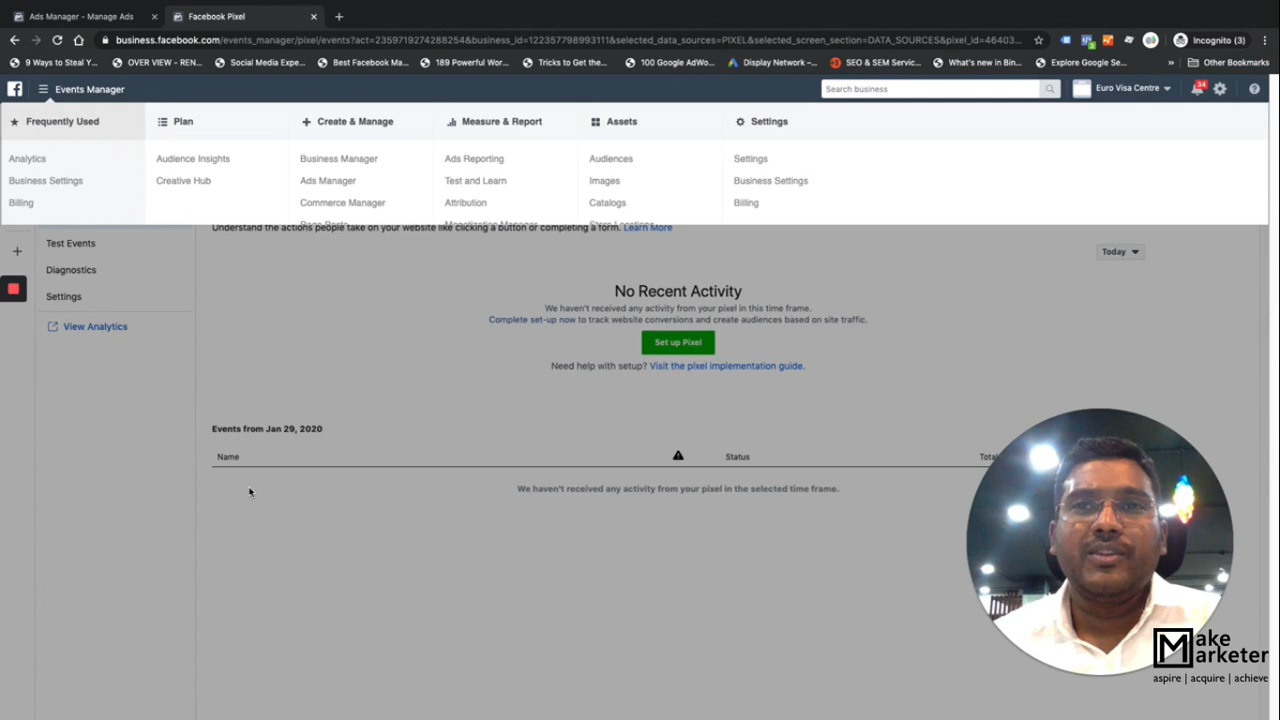 Ads Manager - Manage Ads
Facebook Pixel
business.facebook.com/events_manager/pixel/events?act=2359719274288254&business_id=122357798993111&selected_data_sources=PIXEL&selected_screen_section=DATA_SOURCES&pixel_id=46403...
Incognito (3)
9 Ways to Steal Y...
OVER VIEW - REN...
Social Media Expe...
Best Facebook Ma...
189 Powerful Wor...
Tricks to Get the...
100 Google AdWo...
Display Network –...
SEO & SEM Servic...
What's new in Bin...
Explore Google Se...
»
Other Bookmarks
Events Manager
Search business
Euro Visa Centre
34
Frequently Used
Plan
Create & Manage
Measure & Report
Assets
Settings
Analytics
Audience Insights
Business Manager
Ads Reporting
Audiences
Settings
Business Settings
Creative Hub
Ads Manager
Test and Learn
Images
Business Settings
Billing
Commerce Manager
Attribution
Catalogs
Billing
Page Posts
Monetization Manager
Store Locations
Understand the actions people take on your website like clicking a button or completing a form. Learn More
Test Events
Today
Diagnostics
Settings
View Analytics
No Recent Activity
We haven't received any activity from your pixel in this time frame.
Complete set-up now to track website conversions and create audiences based on site traffic.
Set up Pixel
Need help with setup? Visit the pixel implementation guide.
Events from Jan 29, 2020
Name
Status
We haven't received any activity from your pixel in the selected time frame.
Make
Marketer
aspire | acquire | achieve